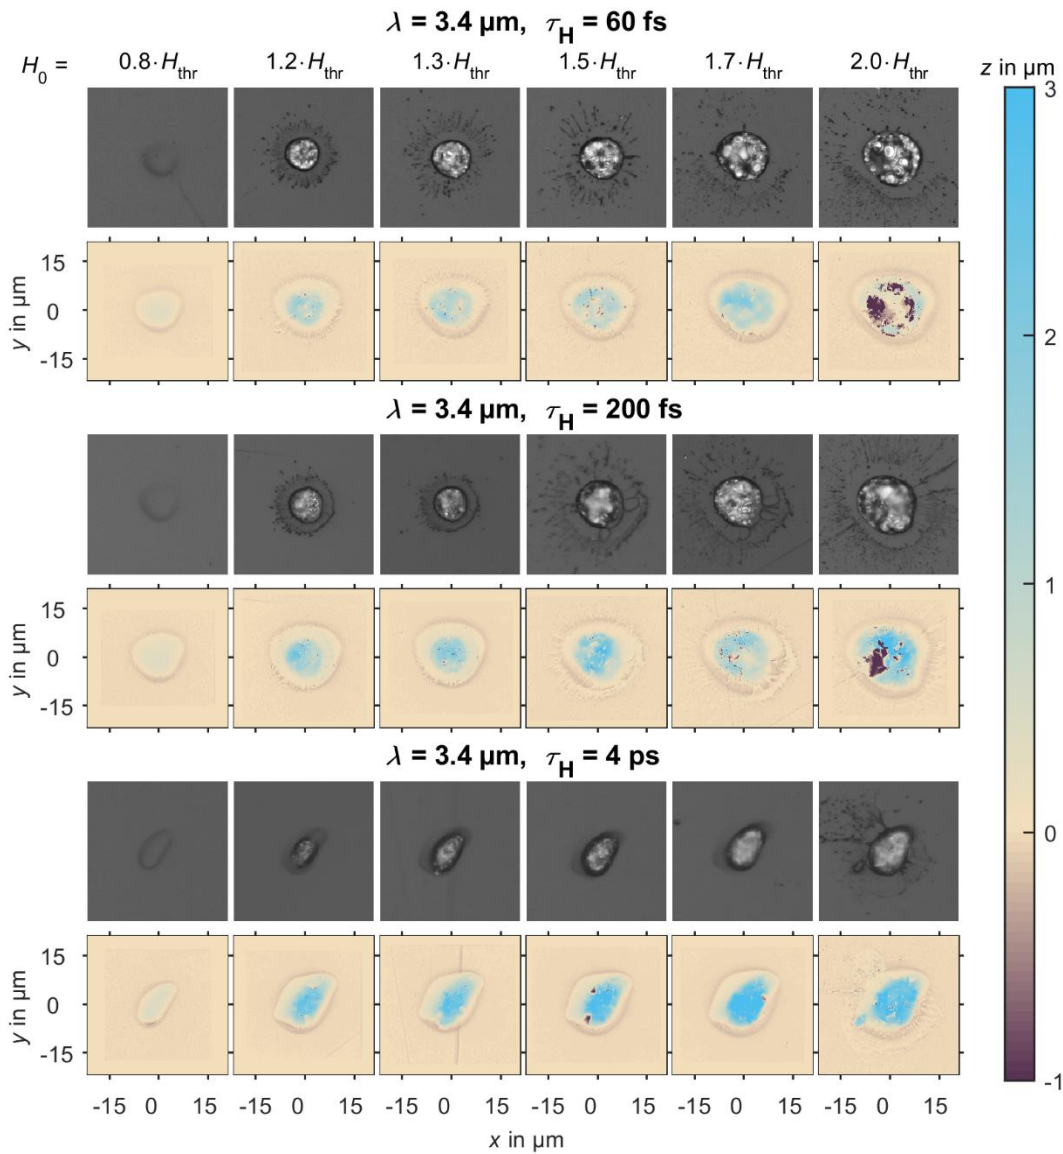 λ = 3.4 µm, τH = 60 fs
H0 = 0.8·Hthr 1.2·Hthr 1.3·Hthr 1.5·Hthr 1.7·Hthr 2.0·Hthr z in µm
3
15
0
-15
y in µm
2
λ = 3.4 µm, τH = 200 fs
1
15
0
-15
y in µm
λ = 3.4 µm, τH = 4 ps
0
15
0
-15
y in µm
-1
-15 0 15 -15 0 15 -15 0 15 -15 0 15 -15 0 15 -15 0 15
x in µm